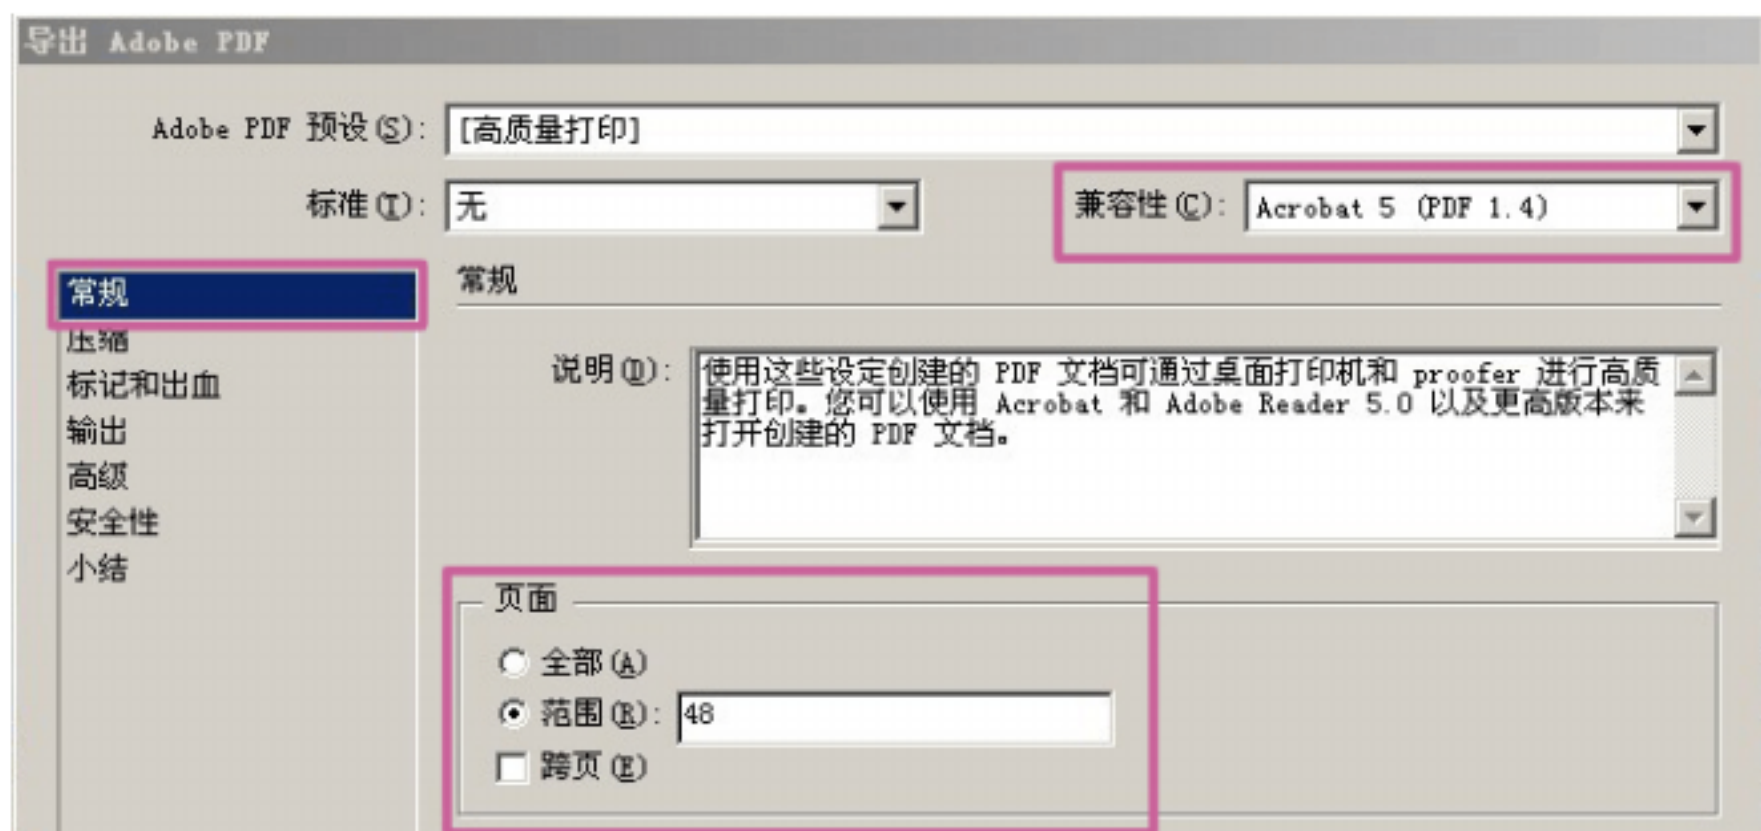 导出 Adobe PDF
Adobe PDF 预设(S): [高质量打印]
标准(T): 无 兼容性(C): Acrobat 5 (PDF 1.4)
常规
常规
压缩
标记和出血
输出
高级
安全性
小结
说明(D): 使用这些设定创建的 PDF 文档可通过桌面打印机和 proofer 进行高质
量打印。您可以使用 Acrobat 和 Adobe Reader 5.0 以及更高版本来
打开创建的 PDF 文档。
页面
全部(A)
范围(R): 48
跨页(E)